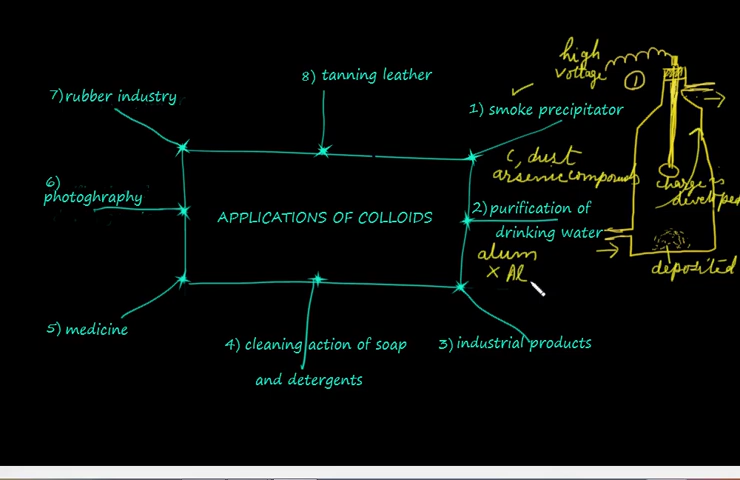 high
voltage
①
8) tanning leather
7) rubber industry
1) smoke precipitator
C, dust
arsenic compounds
charge is
developed
6)
photoghraphy
APPLICATIONS OF COLLOIDS
2) purification of
drinking water
alum
x Al
deposited
5) medicine
4) cleaning action of soap
and detergents
3) industrial products